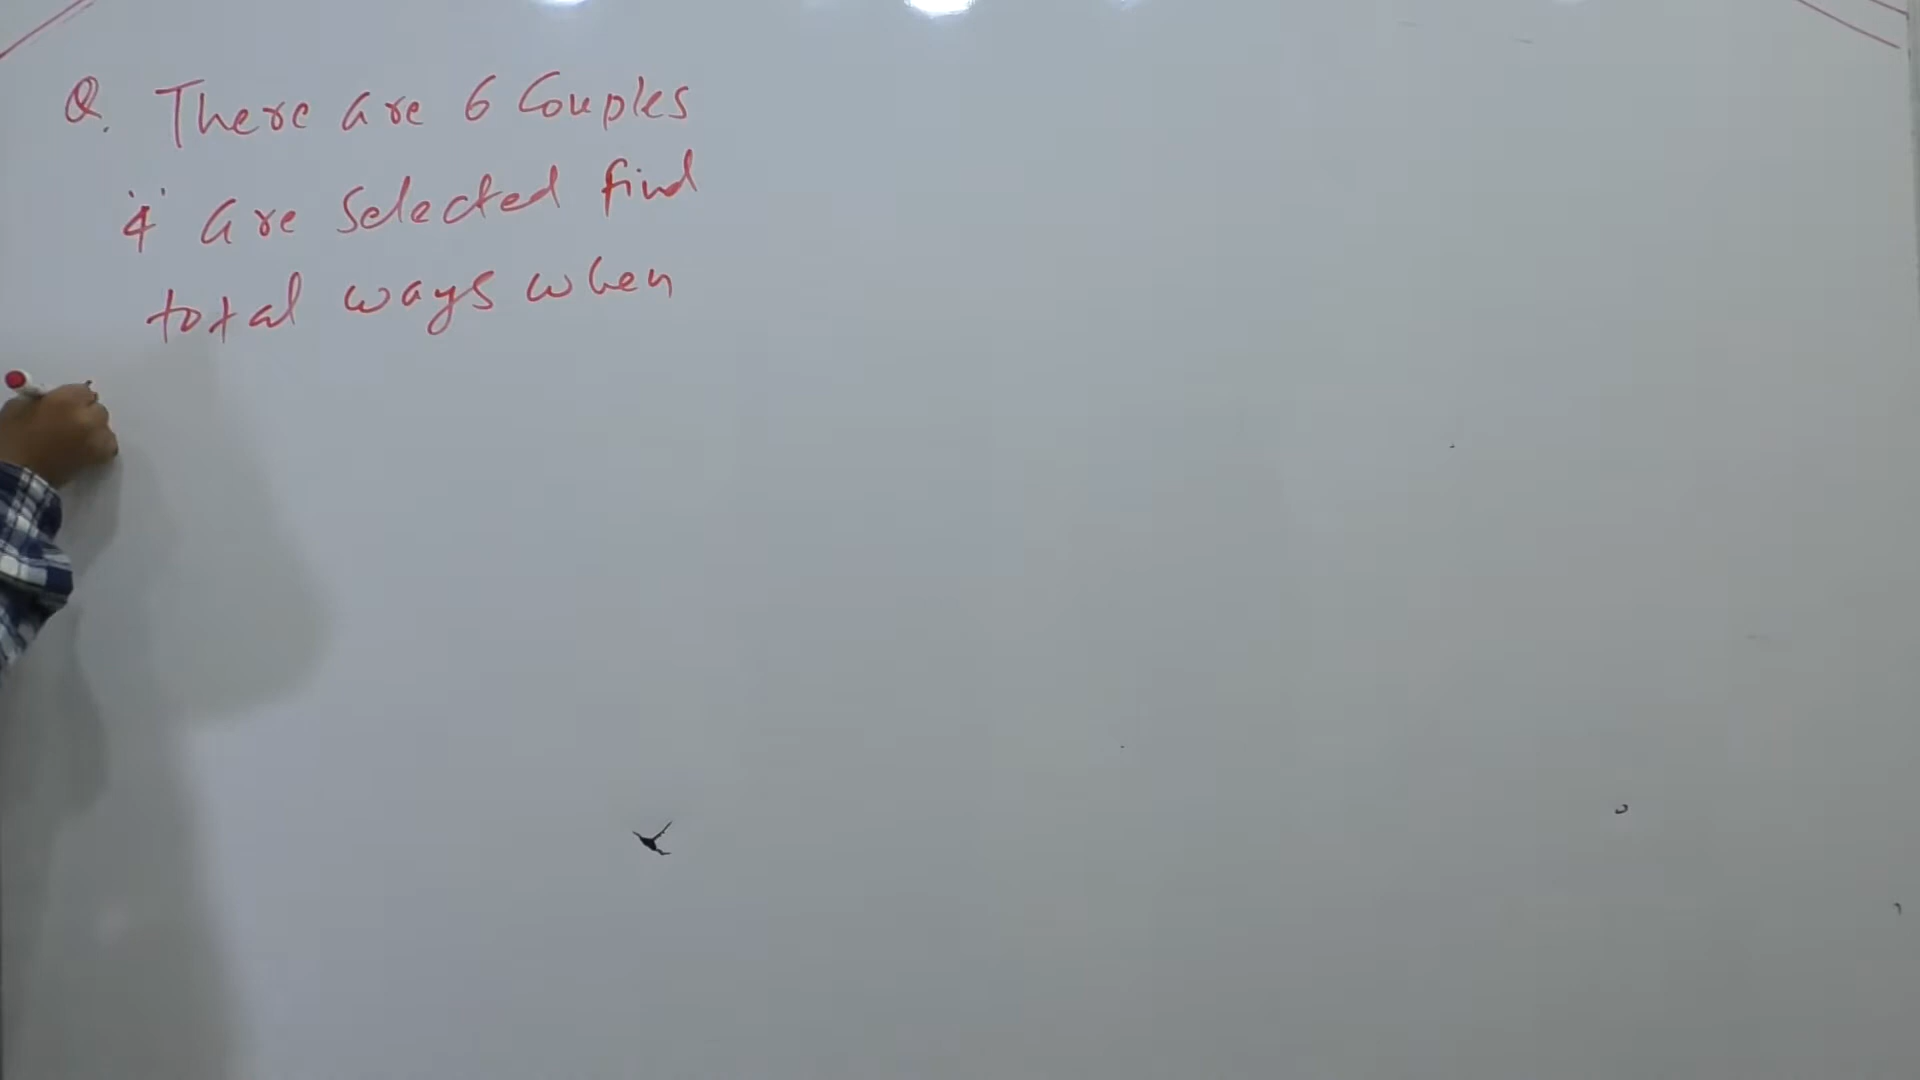 Q. There are 6 Couples
"4" are Selected find
total ways when